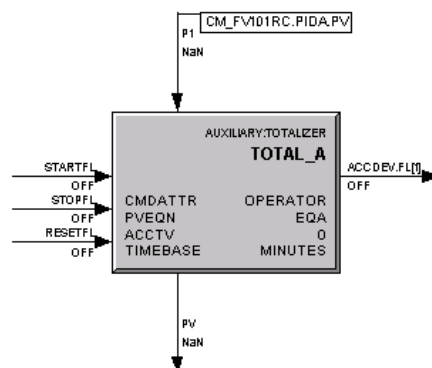 CM_FV101RC.PIDA.PV
P1
NaN
AUXILIARY:TOTALIZER
TOTAL_A
STARTFL
OFF
ACCDEV.FL[1]
OFF
STOPFL
OFF
RESETFL
OFF
CMDATTR OPERATOR
PVEQN EQA
ACCTV 0
TIMEBASE MINUTES
PV
NaN